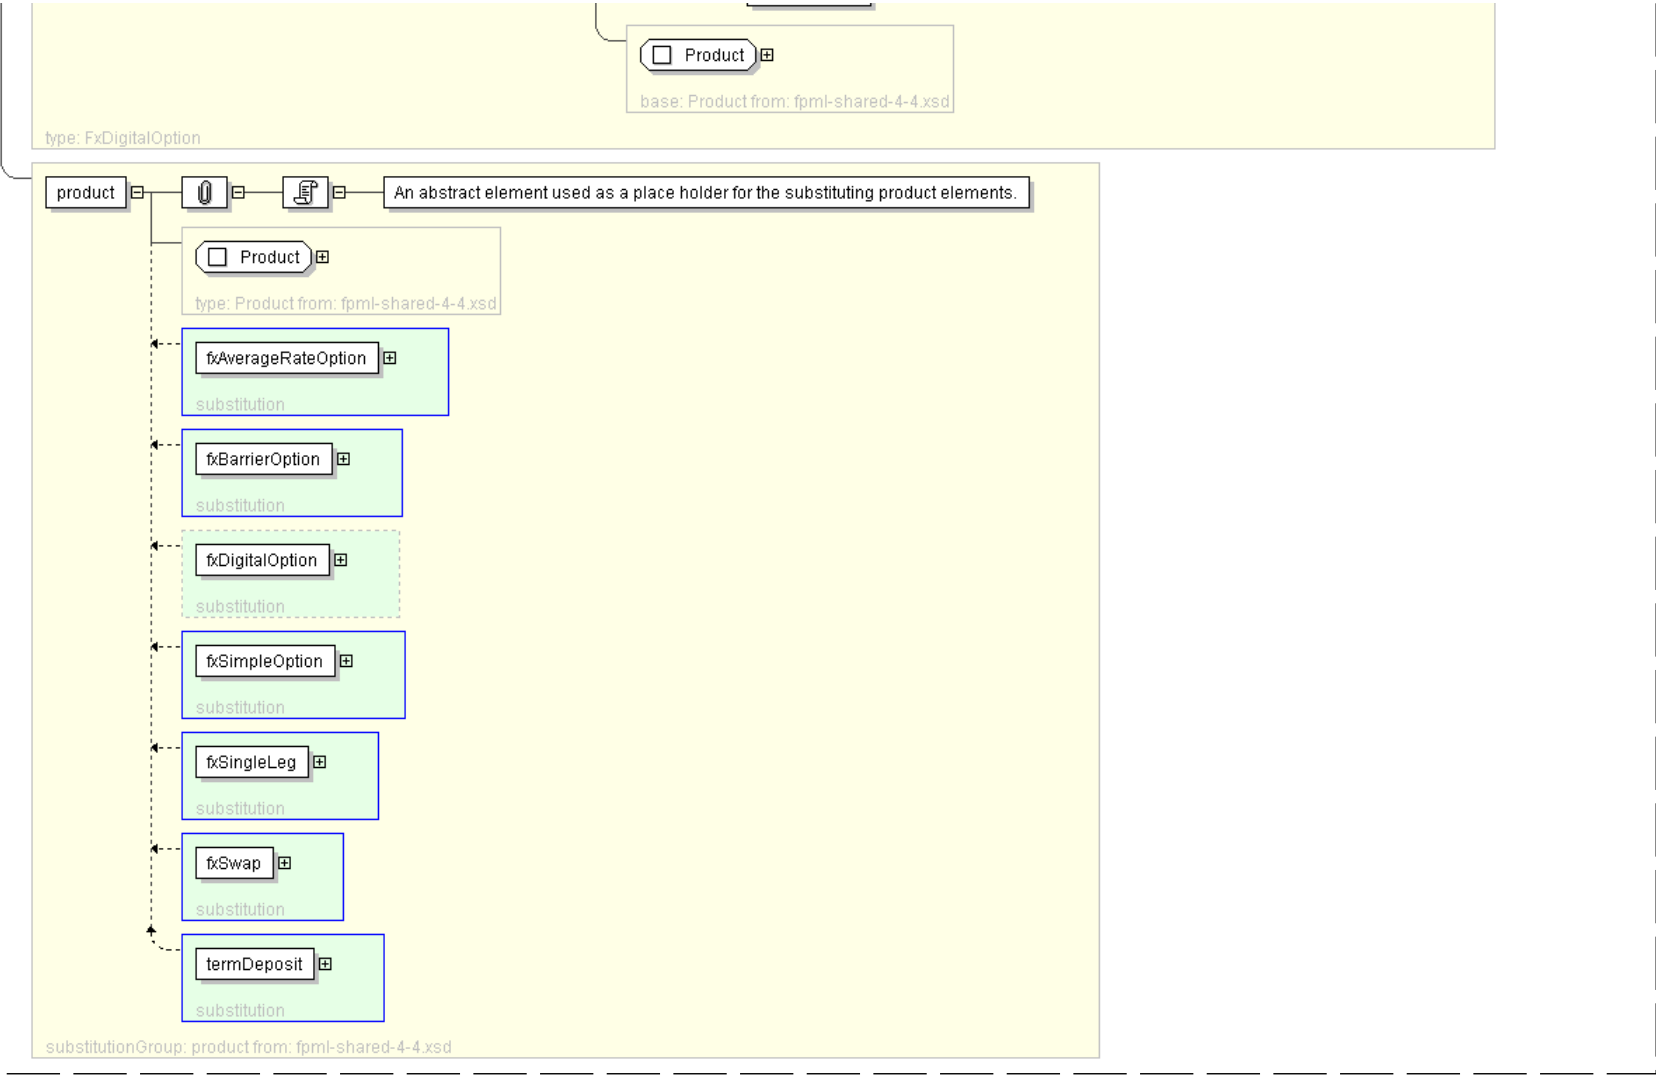 Product
base: Product from: fpml-shared-4-4.xsd
type: FxDigitalOption
product
An abstract element used as a place holder for the substituting product elements.
Product
type: Product from: fpml-shared-4-4.xsd
fxAverageRateOption
substitution
fxBarrierOption
substitution
fxDigitalOption
substitution
fxSimpleOption
substitution
fxSingleLeg
substitution
fxSwap
substitution
termDeposit
substitution
substitutionGroup: product from: fpml-shared-4-4.xsd